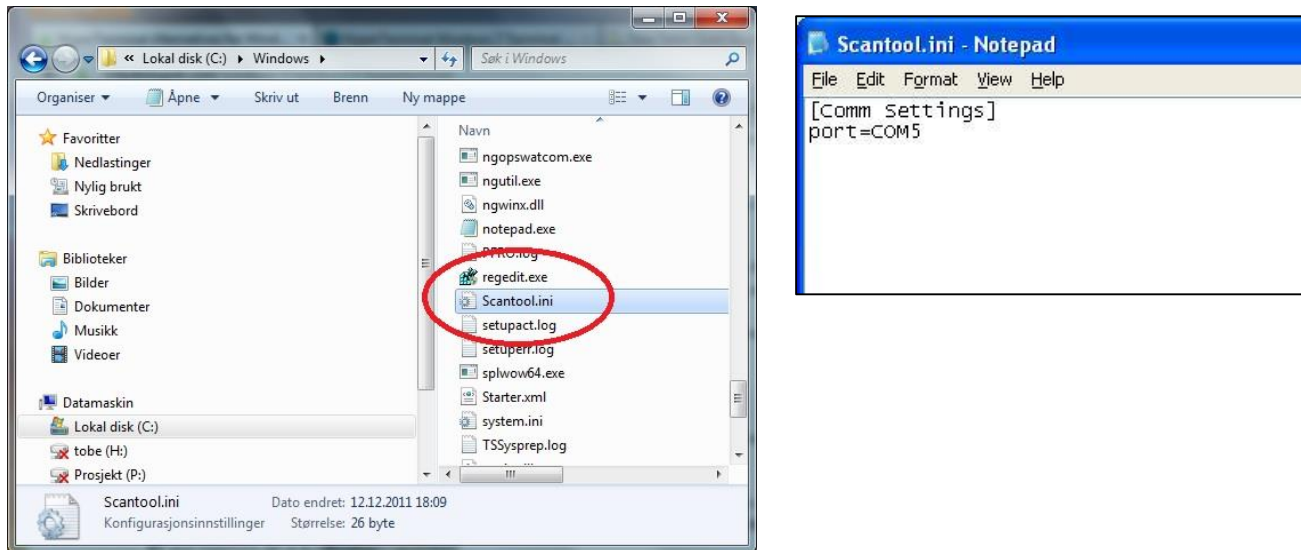 « Lokal disk (C:) ▸ Windows ▸
Søk i Windows
Organiser
Åpne
Skriv ut
Brenn
Ny mappe
Favoritter
Nedlastinger
Nylig brukt
Skrivebord
Biblioteker
Bilder
Dokumenter
Musikk
Videoer
Datamaskin
Lokal disk (C:)
tobe (H:)
Prosjekt (P:)
Navn
ngopswatcom.exe
ngutil.exe
ngwinx.dll
notepad.exe
PFRO.log
regedit.exe
Scantool.ini
setupact.log
setuperr.log
splwow64.exe
Starter.xml
system.ini
TSSysprep.log
Scantool.ini
Dato endret: 12.12.2011 18:09
Konfigurasjonsinnstillinger
Størrelse: 26 byte
Scantool.ini - Notepad
File Edit Format View Help
[Comm Settings]
port=COM5